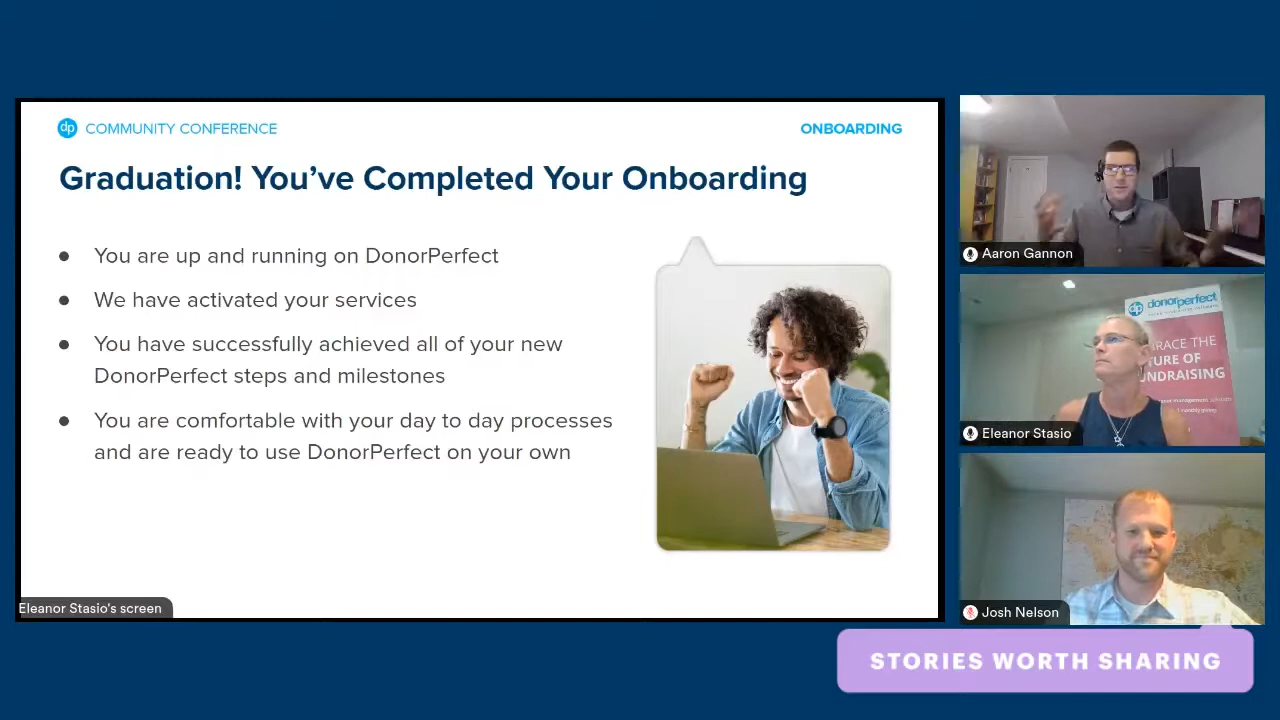 dp COMMUNITY CONFERENCE
ONBOARDING
Graduation! You’ve Completed Your Onboarding
● You are up and running on DonorPerfect
● We have activated your services
● You have successfully achieved all of your new
DonorPerfect steps and milestones
● You are comfortable with your day to day processes
and are ready to use DonorPerfect on your own
Eleanor Stasio's screen
Aaron Gannon
dp donorperfect
RACE THE
TURE OF
UNDRAISING
Eleanor Stasio
Josh Nelson
STORIES WORTH SHARING